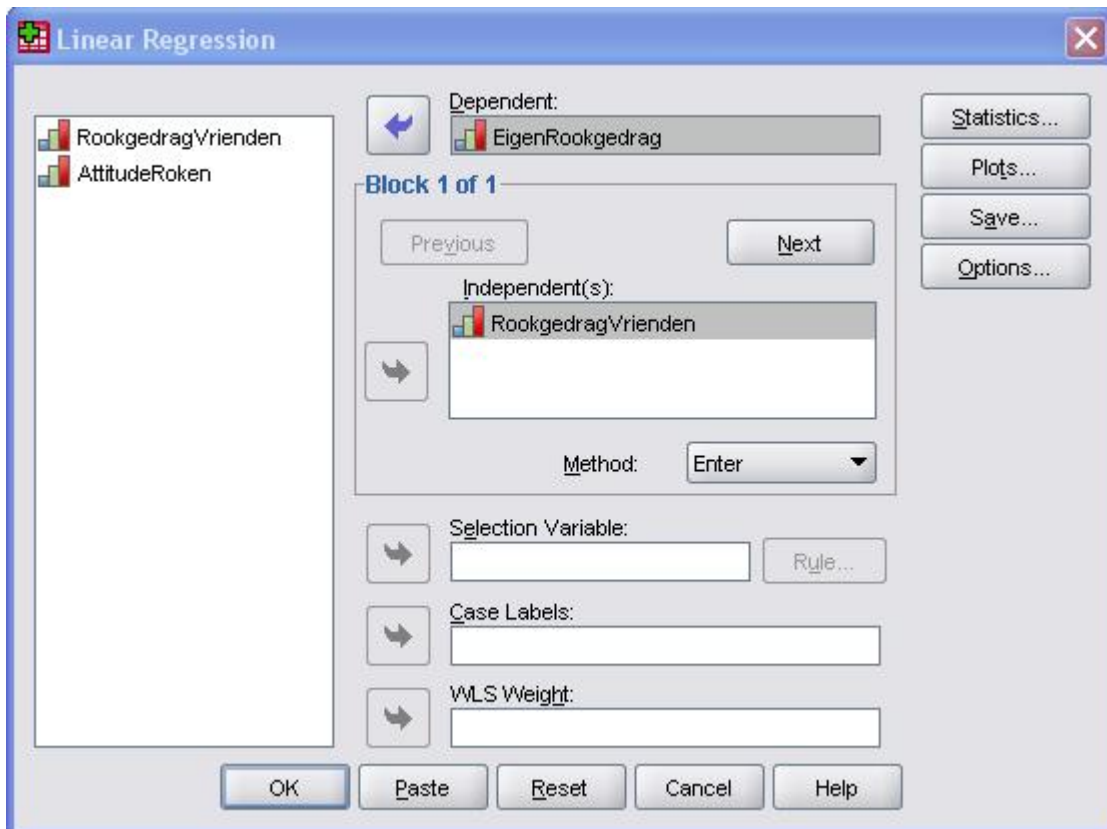 Linear Regression
RookgedragVrienden
AttitudeRoken
Dependent:
EigenRookgedrag
Block 1 of 1
Previous
Next
Independent(s):
RookgedragVrienden
Method:
Enter
Selection Variable:
Rule...
Case Labels:
WLS Weight:
Statistics...
Plots...
Save...
Options...
OK
Paste
Reset
Cancel
Help